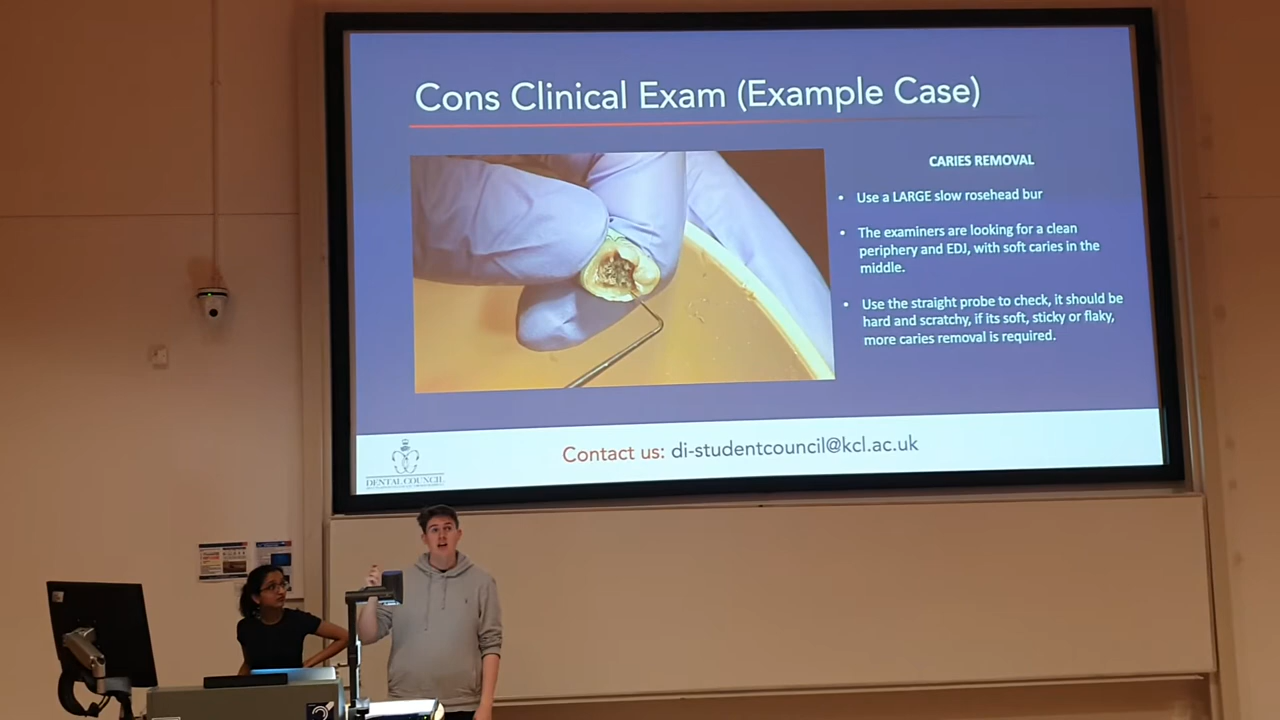 Cons Clinical Exam (Example Case)
CARIES REMOVAL
• Use a LARGE slow rosehead bur
• The examiners are looking for a clean
periphery and EDJ, with soft caries in the
middle.
• Use the straight probe to check, it should be
hard and scratchy, if its soft, sticky or flaky,
more caries removal is required.
DENTAL COUNCIL
Contact us: di-studentcouncil@kcl.ac.uk